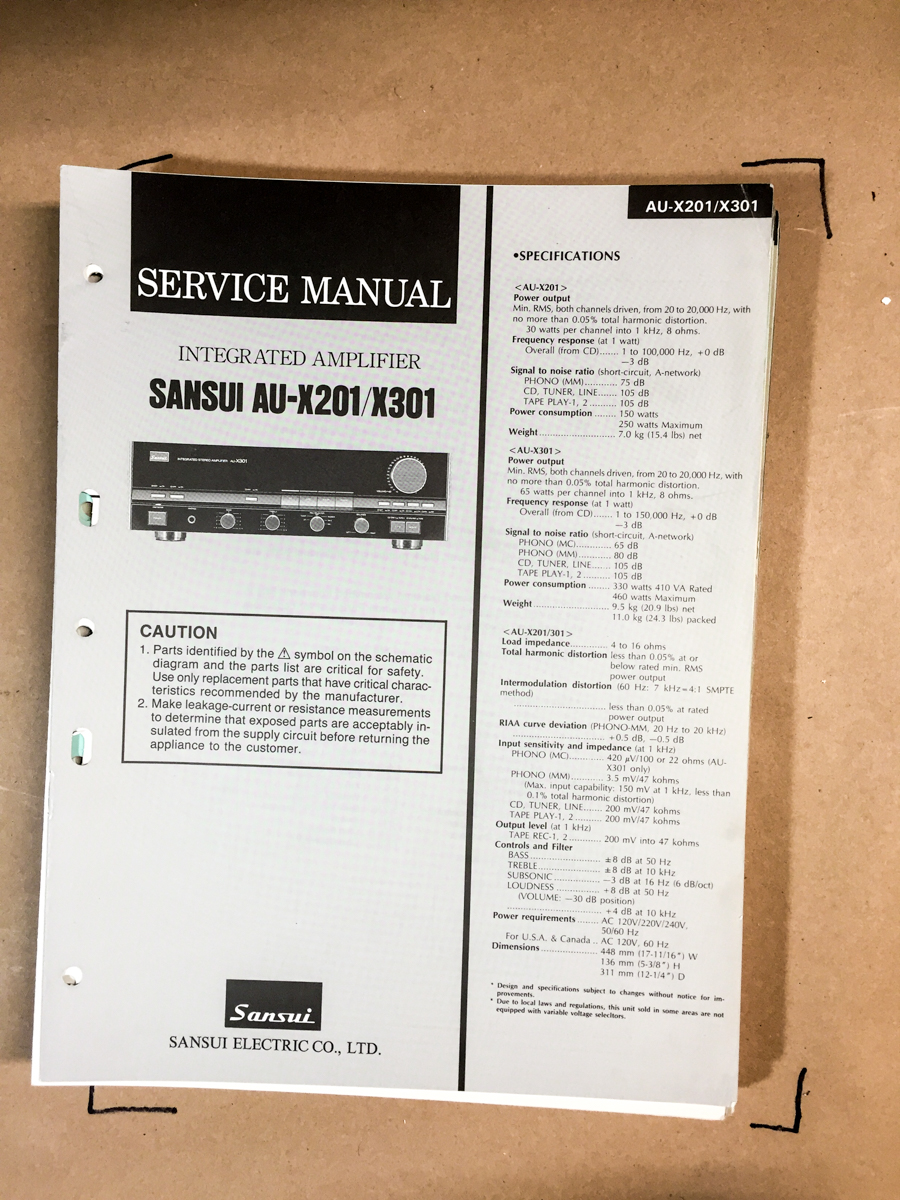 SERVICE MANUAL
INTEGRATED AMPLIFIER
SANSUI AU-X201/X301
Sansui
INTEGRATED STEREO AMPLIFIER AU-X301
CAUTION
1. Parts identified by the ⚠ symbol on the schematic
diagram and the parts list are critical for safety.
Use only replacement parts that have critical charac-
teristics recommended by the manufacturer.
2. Make leakage-current or resistance measurements
to determine that exposed parts are acceptably in-
sulated from the supply circuit before returning the
appliance to the customer.
Sansui
SANSUI ELECTRIC CO., LTD.
AU-X201/X301
•SPECIFICATIONS
<AU-X201>
Power output
Min. RMS, both channels driven, from 20 to 20,000 Hz, with
no more than 0.05% total harmonic distortion.
30 watts per channel into 1 kHz, 8 ohms.
Frequency response (at 1 watt)
Overall (from CD)....... 1 to 100,000 Hz, +0 dB
−3 dB
Signal to noise ratio (short-circuit, A-network)
PHONO (MM)............ 75 dB
CD, TUNER, LINE....... 105 dB
TAPE PLAY-1, 2 .......... 105 dB
Power consumption ........ 150 watts
250 watts Maximum
Weight............................ 7.0 kg (15.4 lbs) net
<AU-X301>
Power output
Min. RMS, both channels driven, from 20 to 20,000 Hz, with
no more than 0.05% total harmonic distortion.
65 watts per channel into 1 kHz, 8 ohms.
Frequency response (at 1 watt)
Overall (from CD)....... 1 to 150,000 Hz, +0 dB
−3 dB
Signal to noise ratio (short-circuit, A-network)
PHONO (MC)............. 65 dB
PHONO (MM)............. 80 dB
CD, TUNER, LINE....... 105 dB
TAPE PLAY-1, 2.......... 105 dB
Power consumption ......... 330 watts 410 VA Rated
460 watts Maximum
Weight............................ 9.5 kg (20.9 lbs) net
11.0 kg (24.3 lbs) packed
<AU-X201/301>
Load impedance............. 4 to 16 ohms
Total harmonic distortion less than 0.05% at or
below rated min. RMS
power output
Intermodulation distortion (60 Hz: 7 kHz=4:1 SMPTE
method)
.................................. less than 0.05% at rated
power output
RIAA curve deviation (PHONO-MM, 20 Hz to 20 kHz)
.................................. +0.5 dB, −0.5 dB
Input sensitivity and impedance (at 1 kHz)
PHONO (MC)............. 420 μV/100 or 22 ohms (AU-
X301 only)
PHONO (MM)............. 3.5 mV/47 kohms
(Max. input capability: 150 mV at 1 kHz, less than
0.1% total harmonic distortion)
CD, TUNER, LINE....... 200 mV/47 kohms
TAPE PLAY-1, 2.......... 200 mV/47 kohms
Output level (at 1 kHz)
TAPE REC-1, 2............ 200 mV into 47 kohms
Controls and Filter
BASS.......................... ±8 dB at 50 Hz
TREBLE....................... ±8 dB at 10 kHz
SUBSONIC ................. −3 dB at 16 Hz (6 dB/oct)
LOUDNESS ................ +8 dB at 50 Hz
(VOLUME: −30 dB position)
.................................. +4 dB at 10 kHz
Power requirements ........ AC 120V/220V/240V,
50/60 Hz
For U.S.A. & Canada .. AC 120V, 60 Hz
Dimensions..................... 448 mm (17-11/16") W
136 mm (5-3/8") H
311 mm (12-1/4") D
* Design and specifications subject to changes without notice for im-
provements.
* Due to local laws and regulations, this unit sold in some areas are not
equipped with variable voltage selecltors.